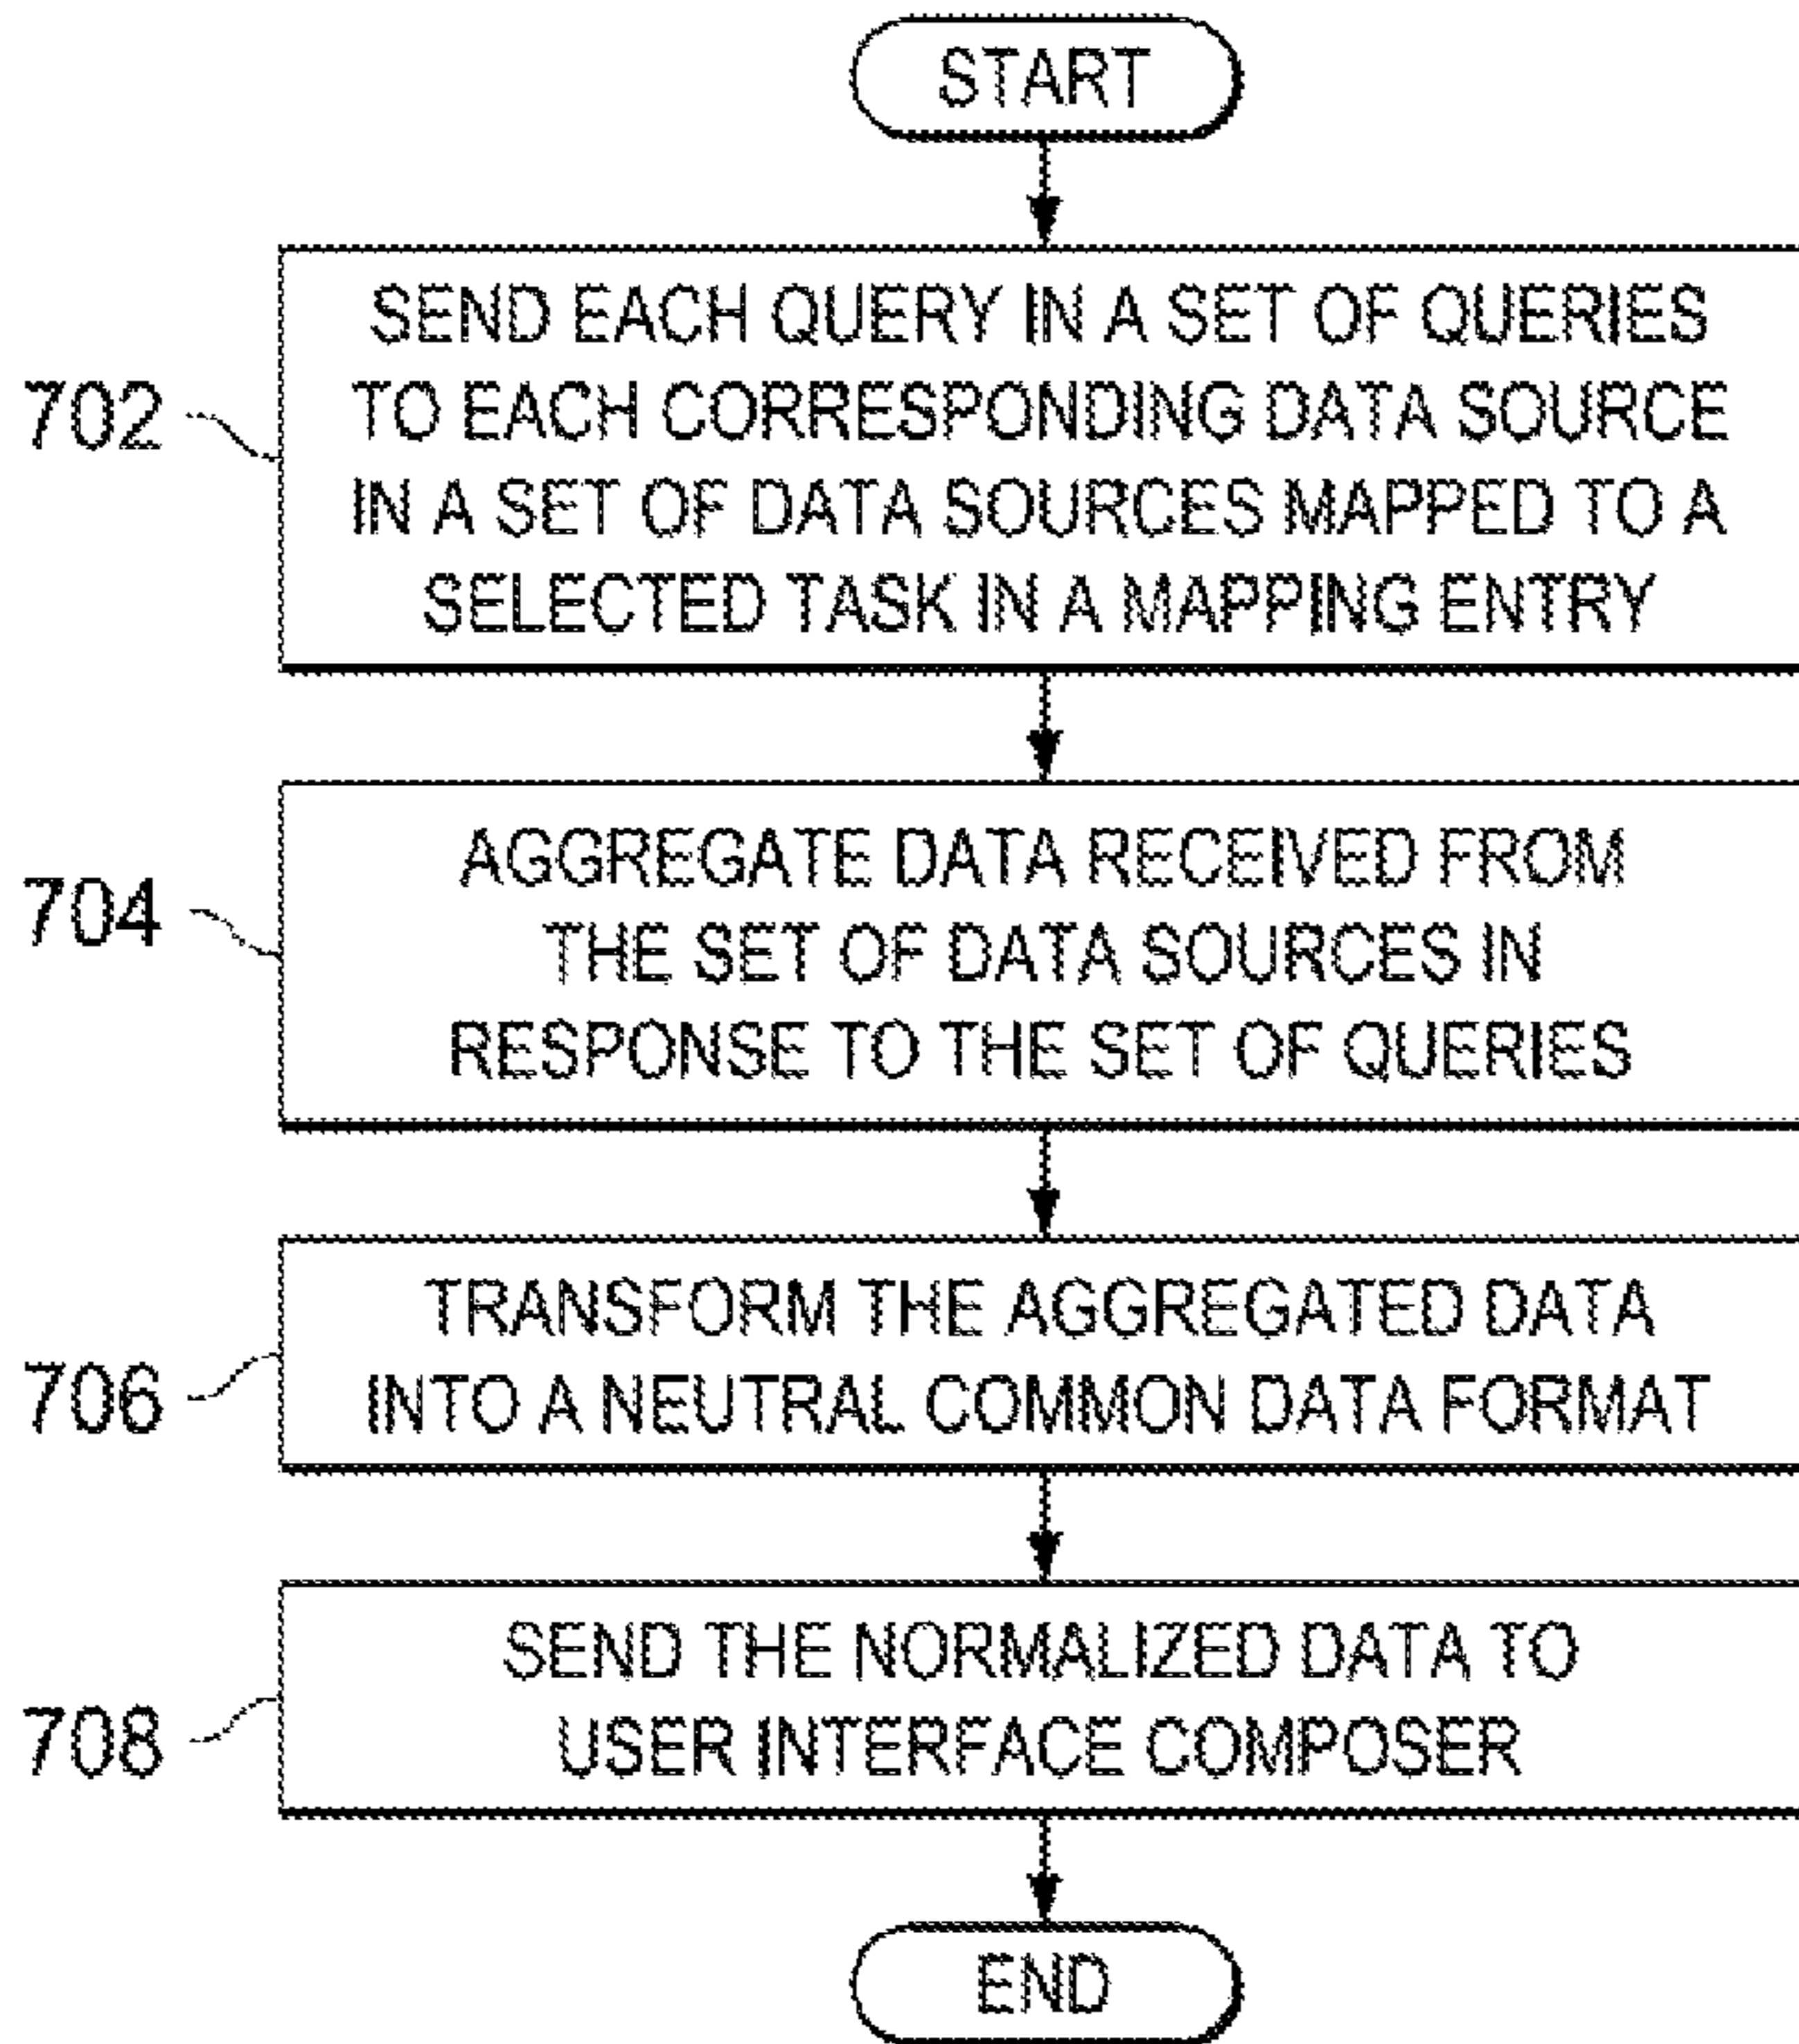 START
702
SEND EACH QUERY IN A SET OF QUERIES
TO EACH CORRESPONDING DATA SOURCE
IN A SET OF DATA SOURCES MAPPED TO A
SELECTED TASK IN A MAPPING ENTRY
704
AGGREGATE DATA RECEIVED FROM
THE SET OF DATA SOURCES IN
RESPONSE TO THE SET OF QUERIES
706
TRANSFORM THE AGGREGATED DATA
INTO A NEUTRAL COMMON DATA FORMAT
708
SEND THE NORMALIZED DATA TO
USER INTERFACE COMPOSER
END